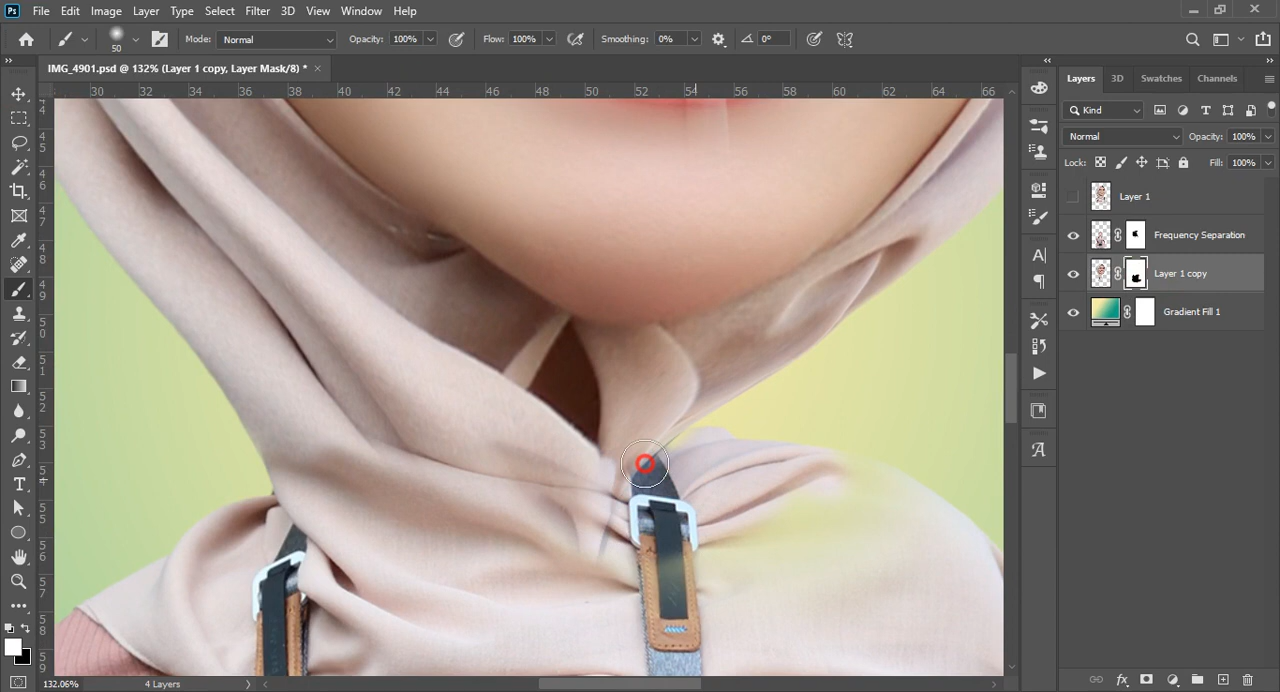 Ps File Edit Image Layer Type Select Filter 3D View Window Help
50 Mode: Normal Opacity: 100% Flow: 100% Smoothing: 0% 0°
IMG_4901.psd @ 132% (Layer 1 copy, Layer Mask/8) * ×
30 32 34 36 38 40 42 44 46 48 50 52 54 56 58 60 62 64 66
Layers 3D Swatches Channels
Kind
Normal Opacity: 100%
Lock: Fill: 100%
Layer 1
Frequency Separation
Layer 1 copy
Gradient Fill 1
132.06% 4 Layers